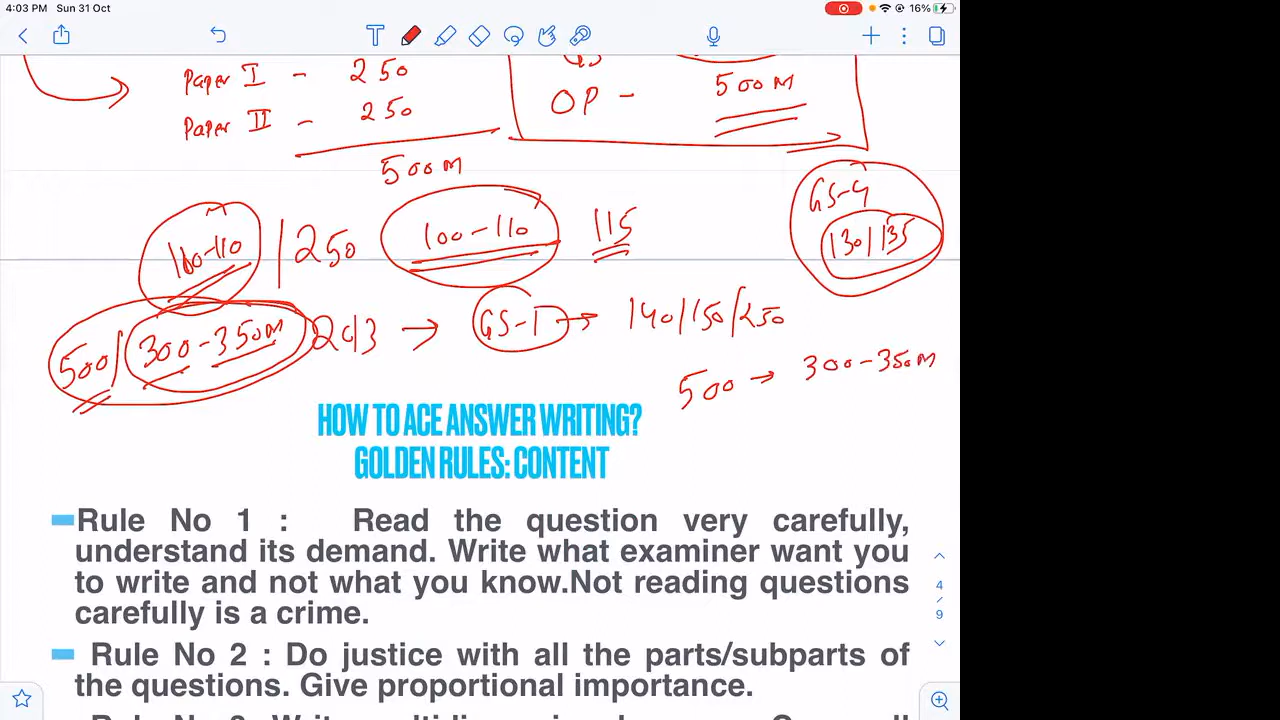 4:03 PM Sun 31 Oct
16%
Paper I - 250
500M
Paper II - 250
OP -
500M
GS-4
130/135
100-110 /250
100-110
115
500/ 300-350M
2013 → GS-I → 140/150/250
500 → 300-350M
HOW TO ACE ANSWER WRITING?
GOLDEN RULES: CONTENT
Rule No 1 : Read the question very carefully,
understand its demand. Write what examiner want you
to write and not what you know.Not reading questions
carefully is a crime.
4
/
9
Rule No 2 : Do justice with all the parts/subparts of
the questions. Give proportional importance.